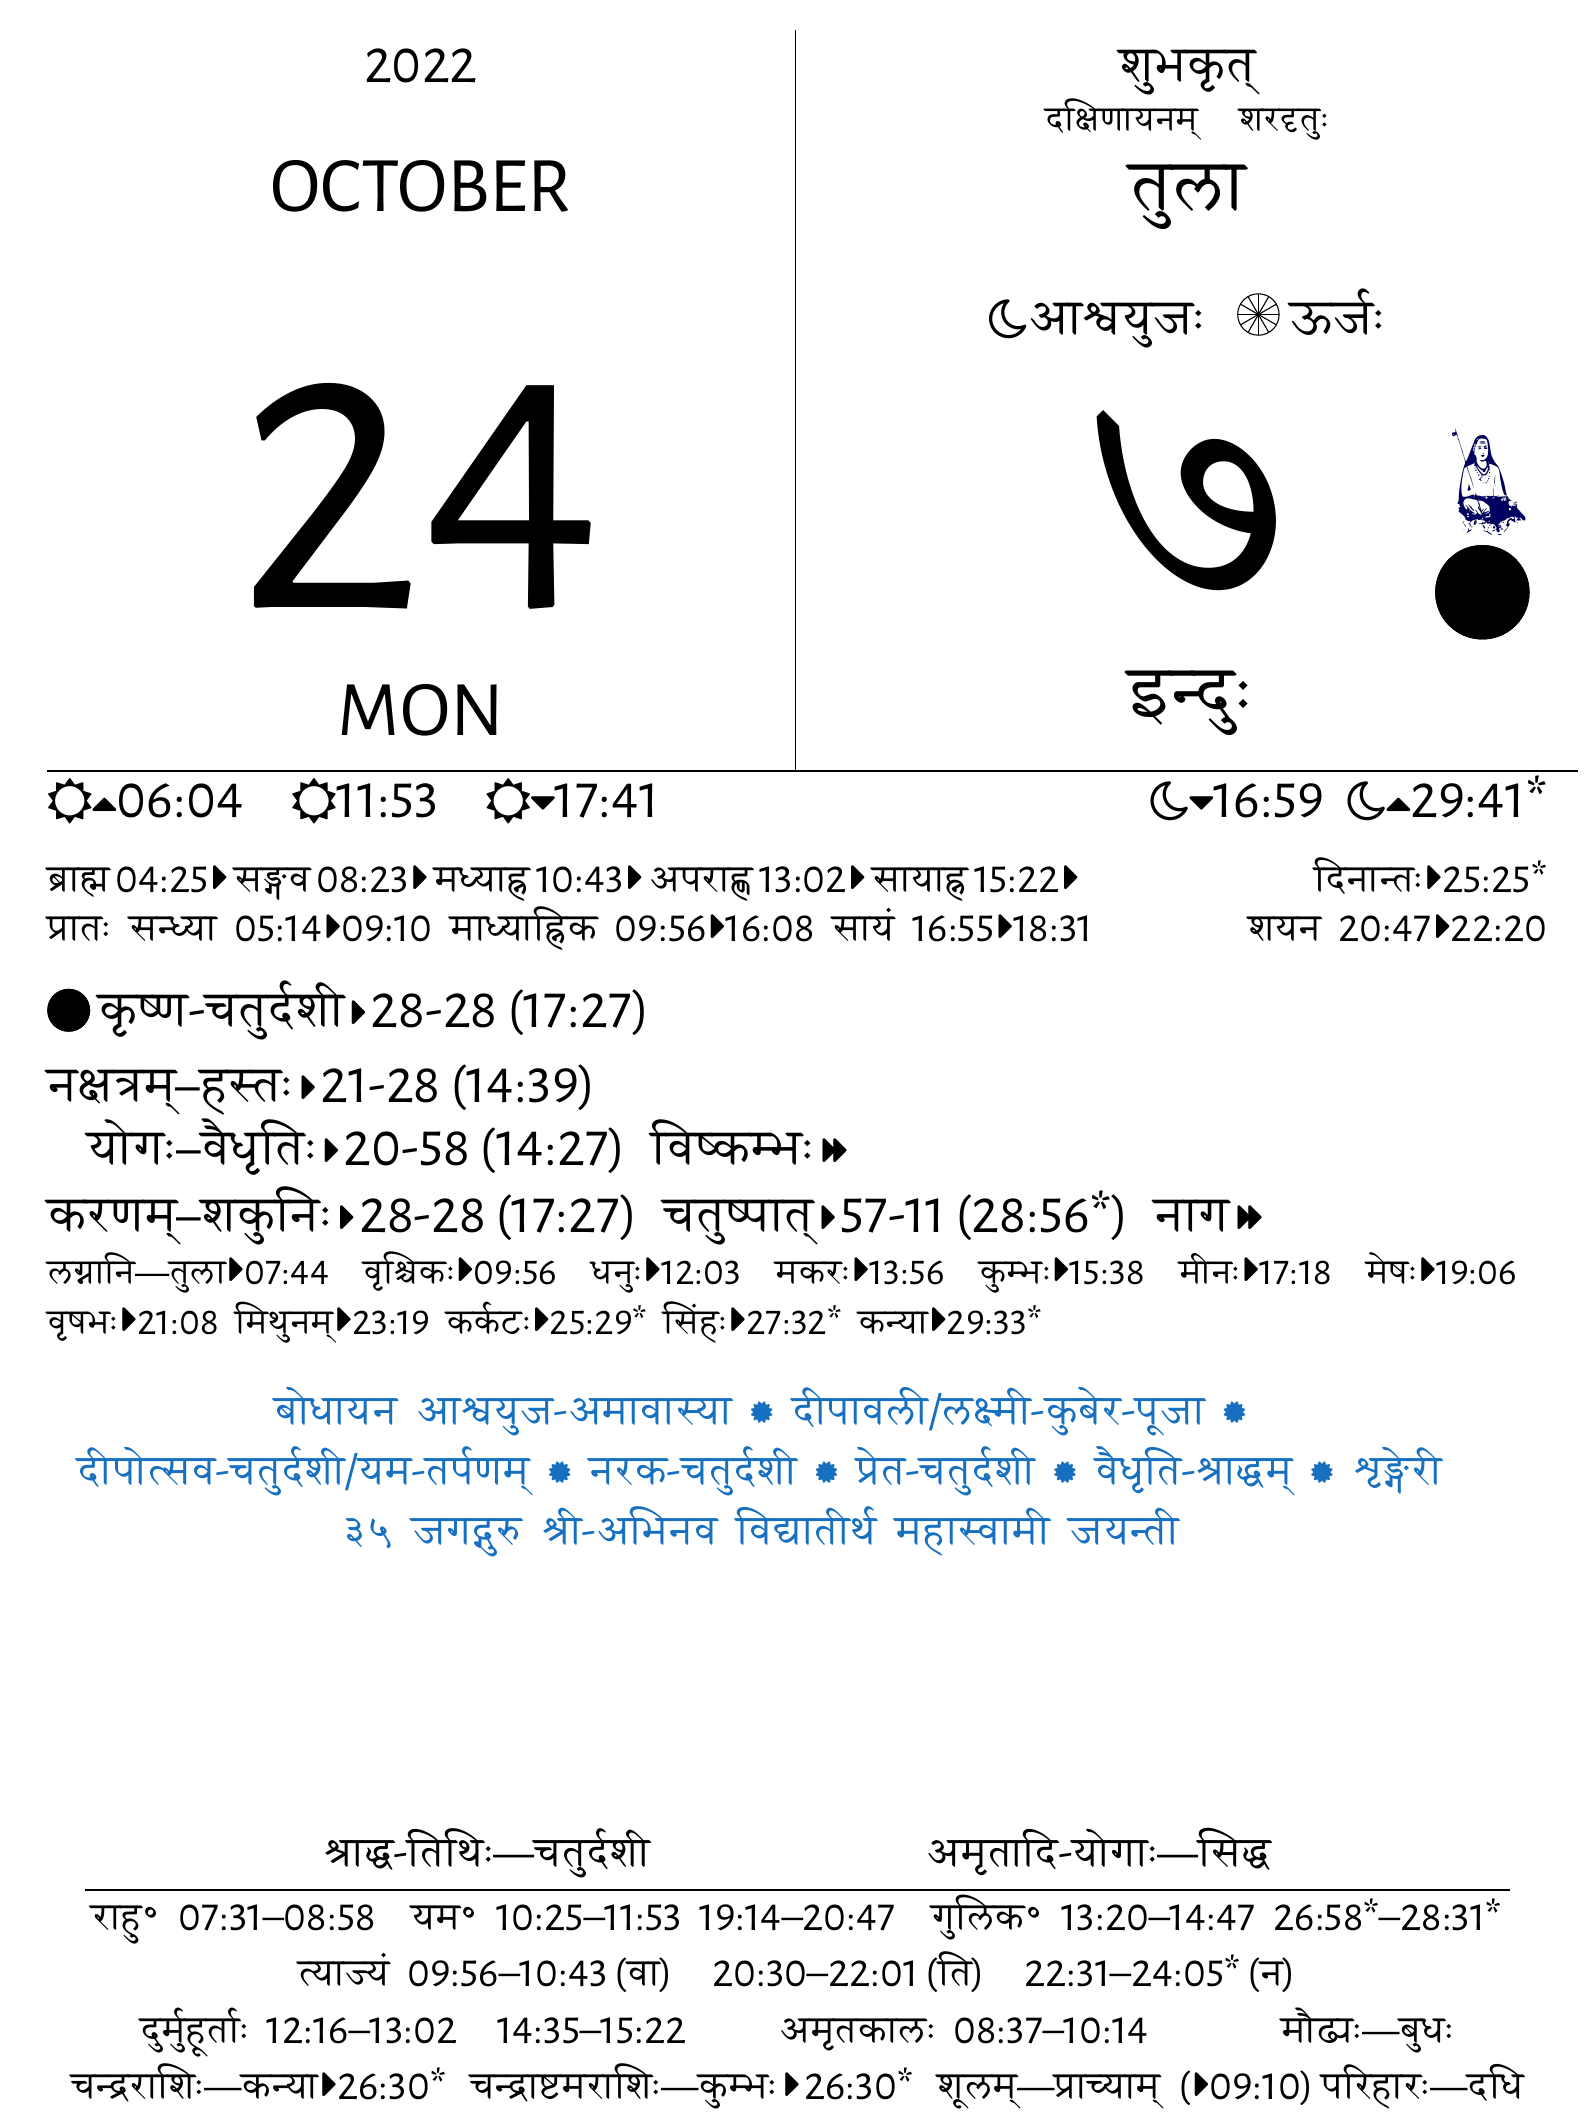 2022
OCTOBER
24
MON
शुभकृत्
दक्षिणायनम् शरदृतुः
तुला
आश्वयुजः ऊर्जः
७
इन्दुः
06:04 11:53 17:41 16:59 29:41*
ब्राह्म 04:25 सङ्गव 08:23 मध्याह्न 10:43 अपराह्ण 13:02 सायाह्न 15:22 दिनान्तः 25:25*
प्रातः सन्ध्या 05:14 09:10 माध्याह्निक 09:56 16:08 सायं 16:55 18:31 शयन 20:47 22:20
कृष्ण-चतुर्दशी 28-28 (17:27)
नक्षत्रम्–हस्तः 21-28 (14:39)
योगः–वैधृतिः 20-58 (14:27) विष्कम्भः
करणम्–शकुनिः 28-28 (17:27) चतुष्पात् 57-11 (28:56*) नाग
लग्नानि—तुला 07:44 वृश्चिकः 09:56 धनुः 12:03 मकरः 13:56 कुम्भः 15:38 मीनः 17:18 मेषः 19:06
वृषभः 21:08 मिथुनम् 23:19 कर्कटः 25:29* सिंहः 27:32* कन्या 29:33*
बोधायन आश्वयुज-अमावास्या ✹ दीपावली/लक्ष्मी-कुबेर-पूजा ✹
दीपोत्सव-चतुर्दशी/यम-तर्पणम् ✹ नरक-चतुर्दशी ✹ प्रेत-चतुर्दशी ✹ वैधृति-श्राद्धम् ✹ शृङ्गेरी
३५ जगद्गुरु श्री-अभिनव विद्यातीर्थ महास्वामी जयन्ती
श्राद्ध-तिथिः—चतुर्दशी अमृतादि-योगाः—सिद्ध
राहु॰ 07:31–08:58 यम॰ 10:25–11:53 19:14–20:47 गुलिक॰ 13:20–14:47 26:58*–28:31*
त्याज्यं 09:56–10:43 (वा) 20:30–22:01 (ति) 22:31–24:05* (न)
दुर्मुहूर्ताः 12:16–13:02 14:35–15:22 अमृतकालः 08:37–10:14 मौढ्यः—बुधः
चन्द्रराशिः—कन्या 26:30* चन्द्राष्टमराशिः—कुम्भः 26:30* शूलम्—प्राच्याम् (09:10) परिहारः—दधि